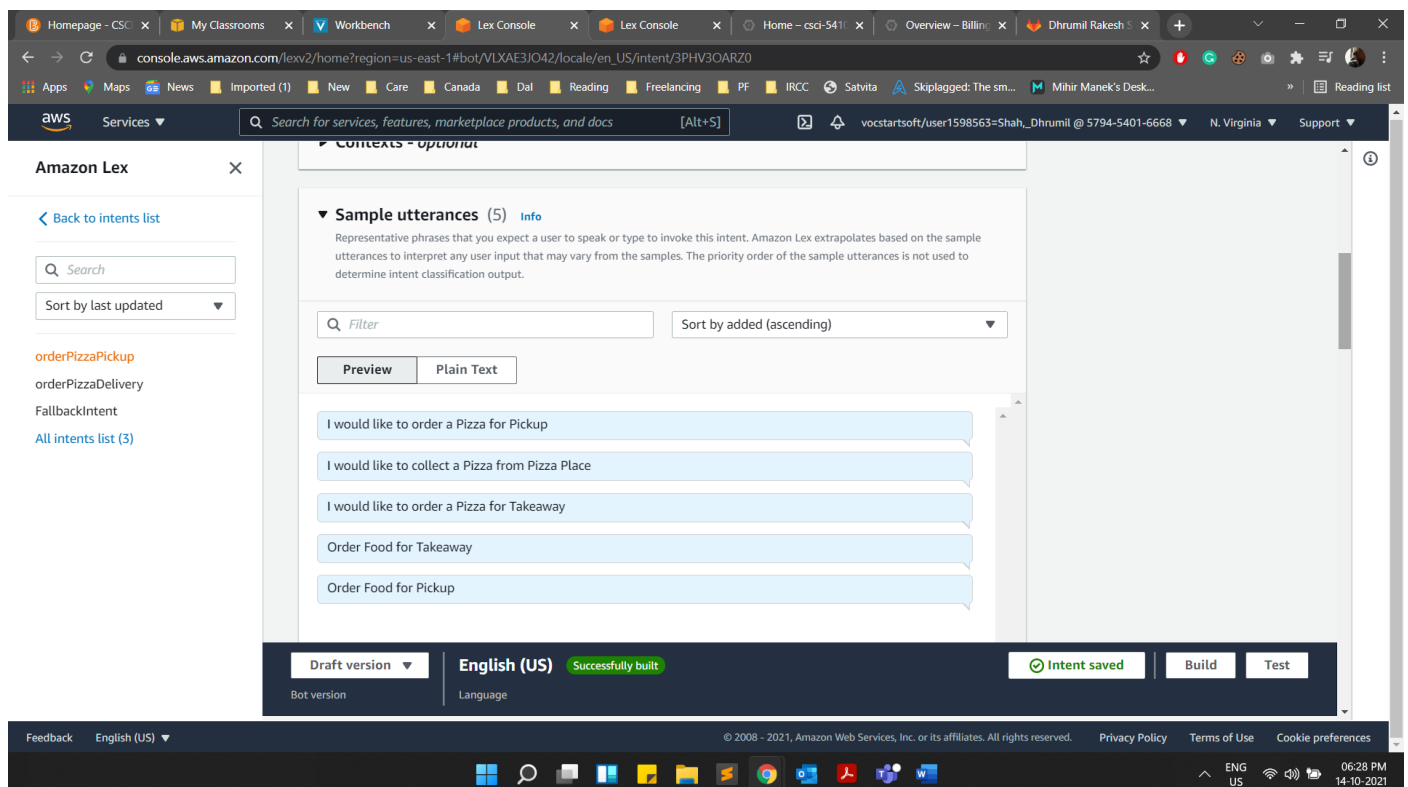 Homepage - CSC
My Classrooms
Workbench
Lex Console
Lex Console
Home – csci-541
Overview – Billing
Dhrumil Rakesh S
console.aws.amazon.com/lexv2/home?region=us-east-1#bot/VLXAE3JO42/locale/en_US/intent/3PHV3OARZ0
Apps Maps News Imported (1) New Care Canada Dal Reading Freelancing PF IRCC Satvita Skiplagged: The sm... Mihir Manek's Desk... » Reading list
aws Services ▼ Search for services, features, marketplace products, and docs [Alt+S] vocstartsoft/user1598563=Shah,_Dhrumil @ 5794-5401-6668 ▼ N. Virginia ▼ Support ▼
Amazon Lex
Back to intents list
Search
Sort by last updated
orderPizzaPickup
orderPizzaDelivery
FallbackIntent
All intents list (3)
Contexts - optional
Sample utterances (5) Info
Representative phrases that you expect a user to speak or type to invoke this intent. Amazon Lex extrapolates based on the sample
utterances to interpret any user input that may vary from the samples. The priority order of the sample utterances is not used to
determine intent classification output.
Filter
Sort by added (ascending)
Preview Plain Text
I would like to order a Pizza for Pickup
I would like to collect a Pizza from Pizza Place
I would like to order a Pizza for Takeaway
Order Food for Takeaway
Order Food for Pickup
Draft version ▼ English (US) Successfully built Intent saved Build Test
Bot version Language
Feedback English (US) ▼ © 2008 - 2021, Amazon Web Services, Inc. or its affiliates. All rights reserved. Privacy Policy Terms of Use Cookie preferences
ENG 06:28 PM
US 14-10-2021